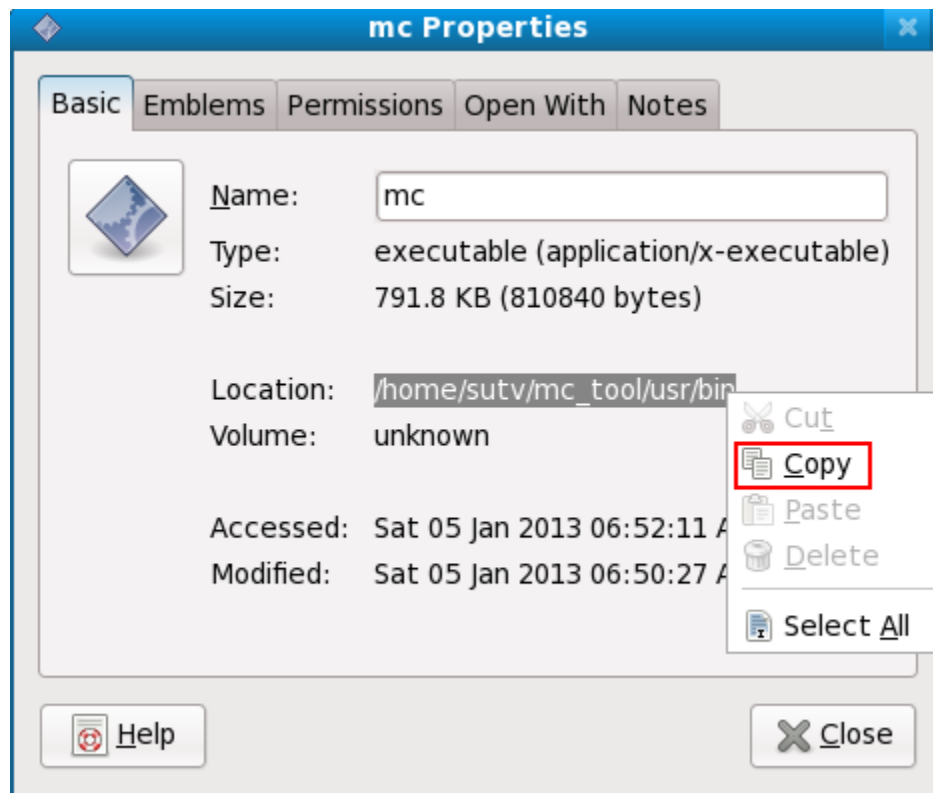 mc Properties
Basic Emblems Permissions Open With Notes
Name: mc
Type: executable (application/x-executable)
Size: 791.8 KB (810840 bytes)
Location: /home/sutv/mc_tool/usr/bin
Volume: unknown
Accessed: Sat 05 Jan 2013 06:52:11 A
Modified: Sat 05 Jan 2013 06:50:27 A
Cut
Copy
Paste
Delete
Select All
Help Close